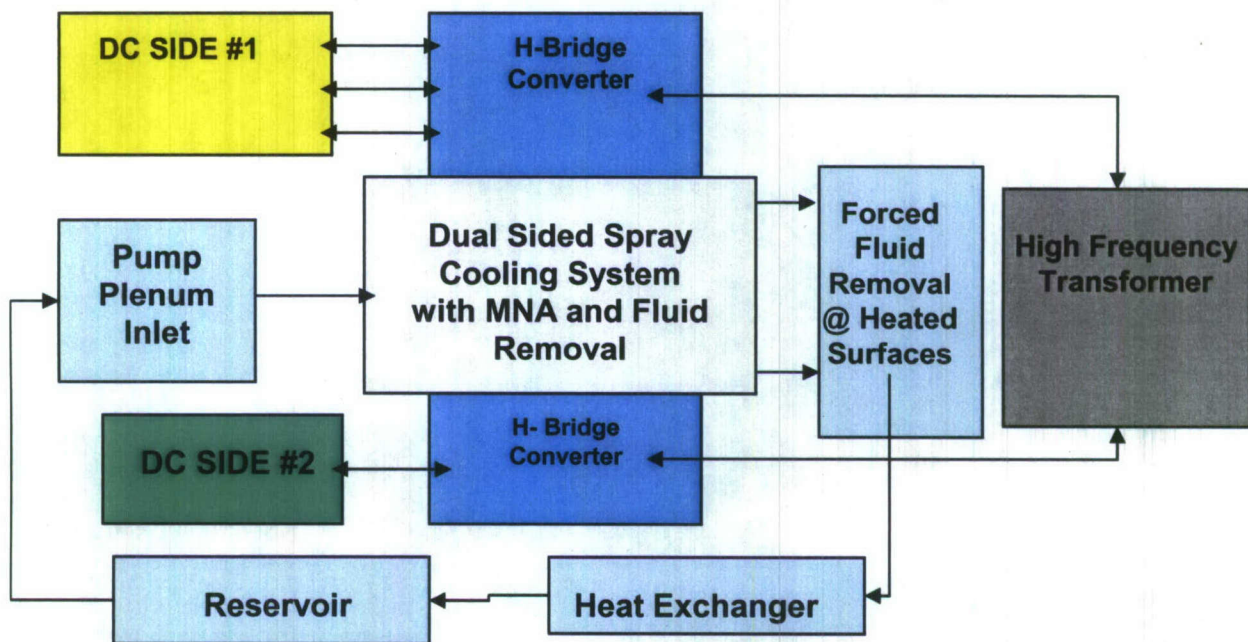 DC SIDE #1
H-Bridge
Converter
Pump
Plenum
Inlet
Dual Sided Spray
Cooling System
with MNA and Fluid
Removal
Forced
Fluid
Removal
@ Heated
Surfaces
High Frequency
Transformer
DC SIDE #2
H- Bridge
Converter
Reservoir
Heat Exchanger